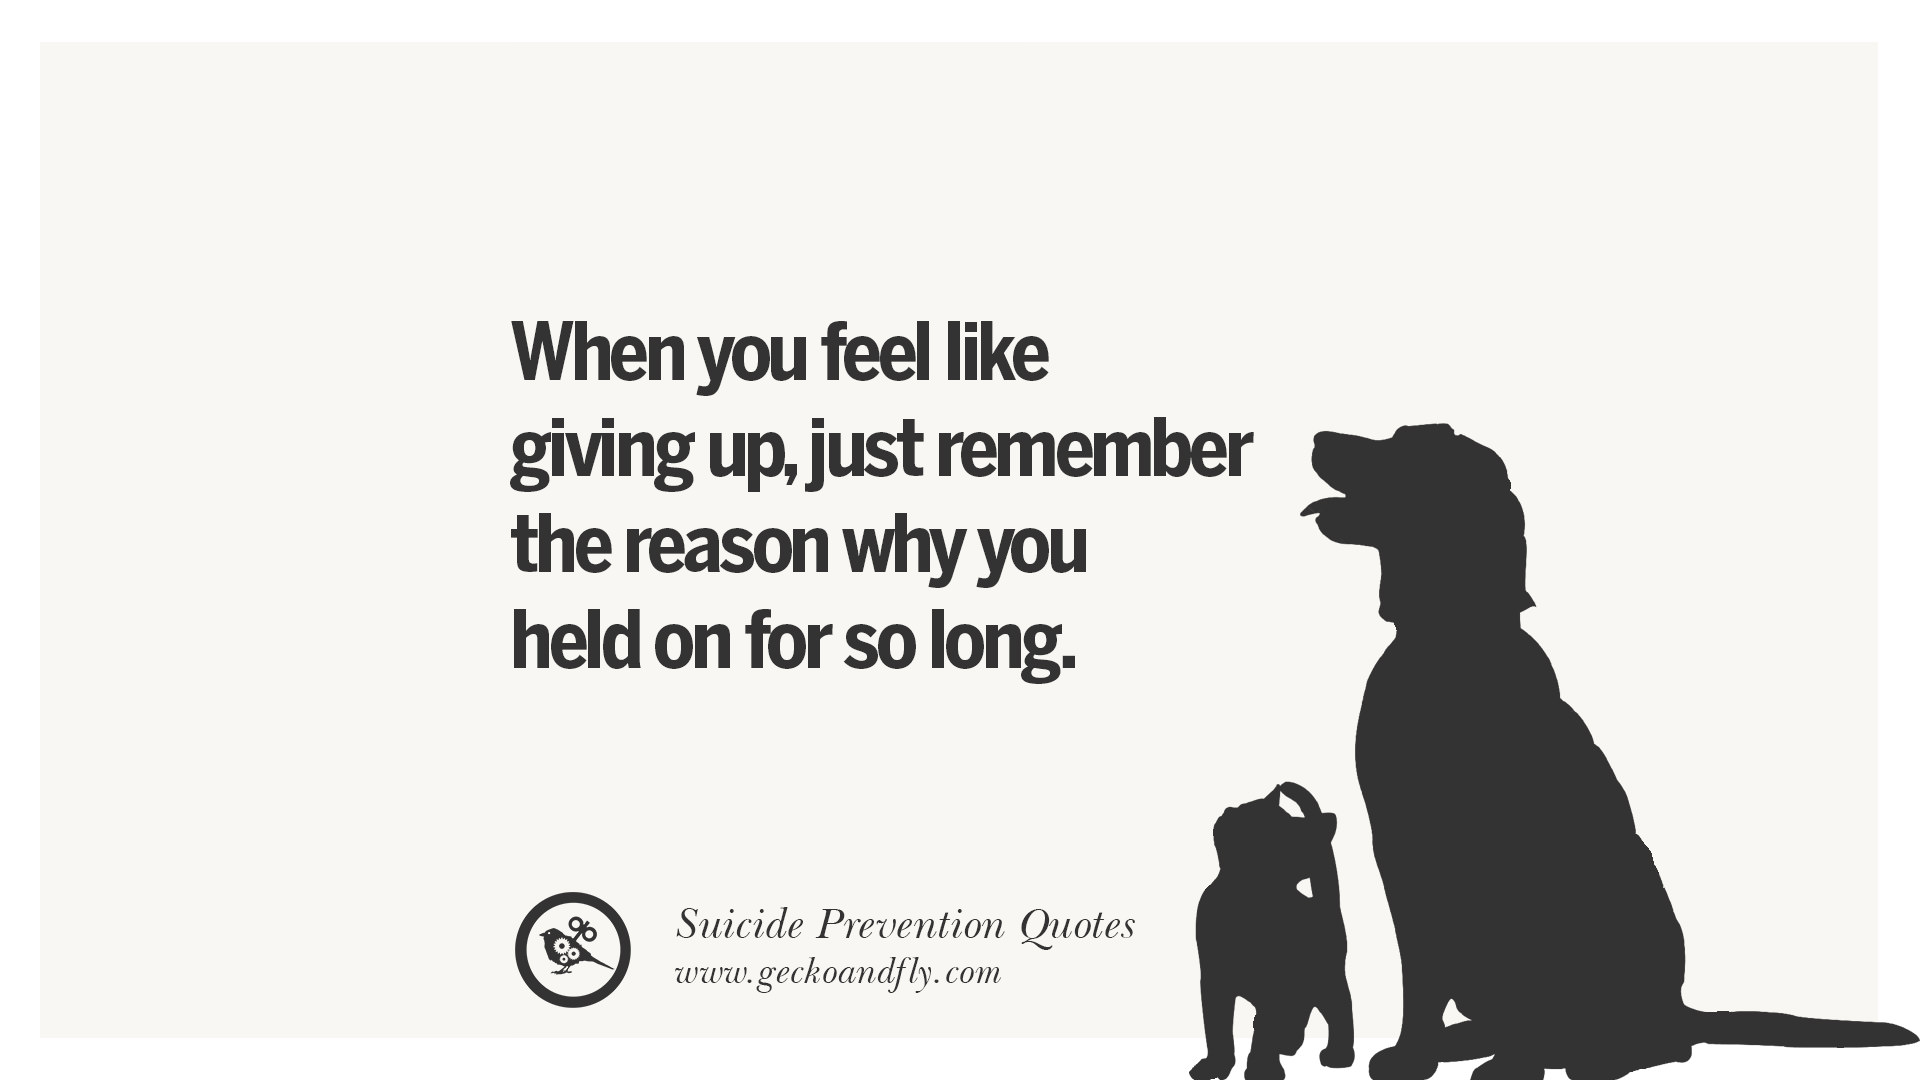 When you feel like
giving up, just remember
the reason why you
held on for so long.
Suicide Prevention Quotes
www.geckoandfly.com